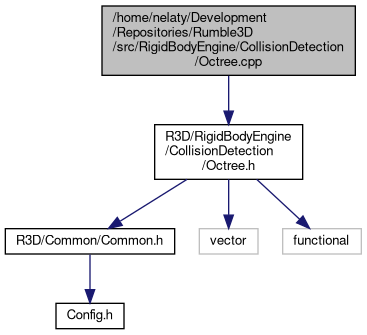 /home/nelaty/Development
/Repositories/Rumble3D
/src/RigidBodyEngine/CollisionDetection
/Octree.cpp
R3D/RigidBodyEngine
/CollisionDetection
/Octree.h
R3D/Common/Common.h
vector
functional
Config.h